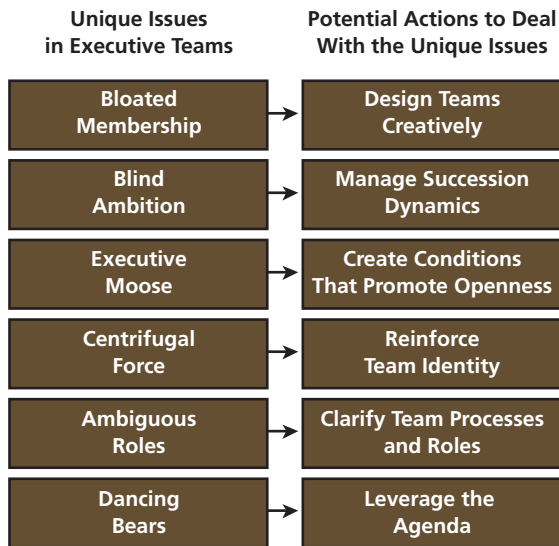 Unique Issues
in Executive Teams
Potential Actions to Deal
With the Unique Issues
Bloated
Membership
Design Teams
Creatively
Blind
Ambition
Manage Succession
Dynamics
Executive
Moose
Create Conditions
That Promote Openness
Centrifugal
Force
Reinforce
Team Identity
Ambiguous
Roles
Clarify Team Processes
and Roles
Dancing
Bears
Leverage the
Agenda